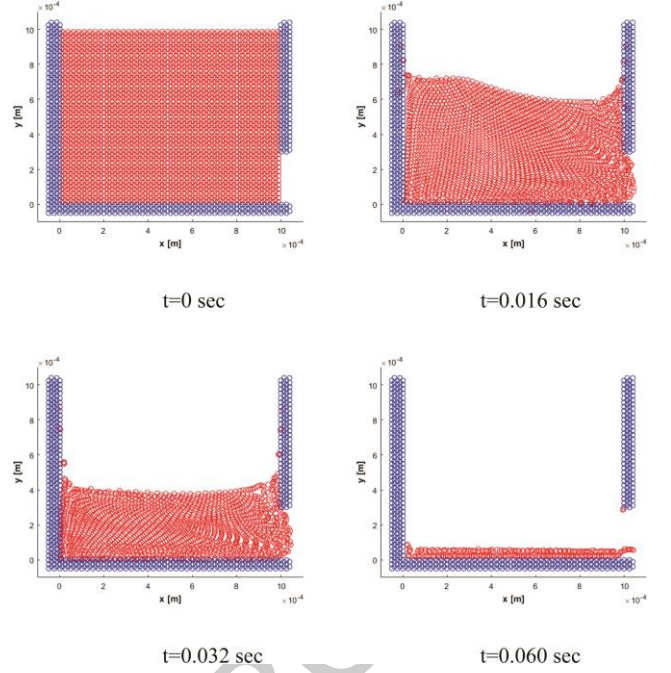 × 10⁻⁴ × 10⁻⁴
10 10
8 8
y [m] y [m]
6 6
4 4
2 2
0 0
0 2 4 6 8 10 0 2 4 6 8 10
x [m] × 10⁻⁴ x [m] × 10⁻⁴
t=0 sec t=0.016 sec
× 10⁻⁴ × 10⁻⁴
10 10
8 8
y [m] y [m]
6 6
4 4
2 2
0 0
0 2 4 6 8 10 0 2 4 6 8 10
x [m] × 10⁻⁴ x [m] × 10⁻⁴
t=0.032 sec t=0.060 sec